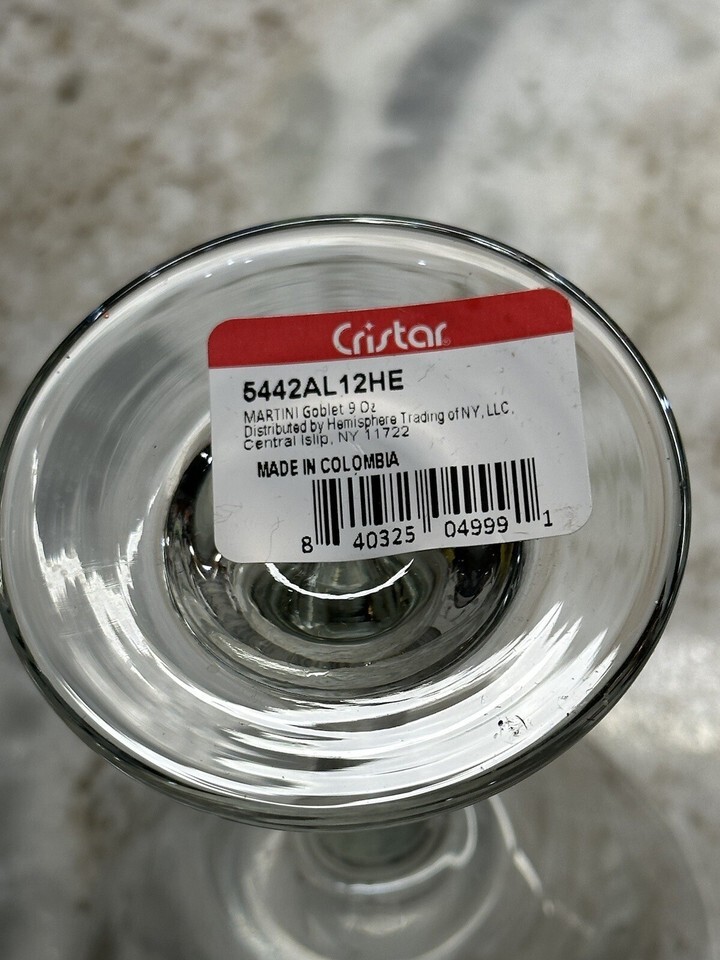 Cristar
5442AL12HE
MARTINI Goblet 9 Oz
Distributed by Hemisphere Trading of NY, LLC.
Central Islip, NY 11722
MADE IN COLOMBIA
8 40325 04999 1